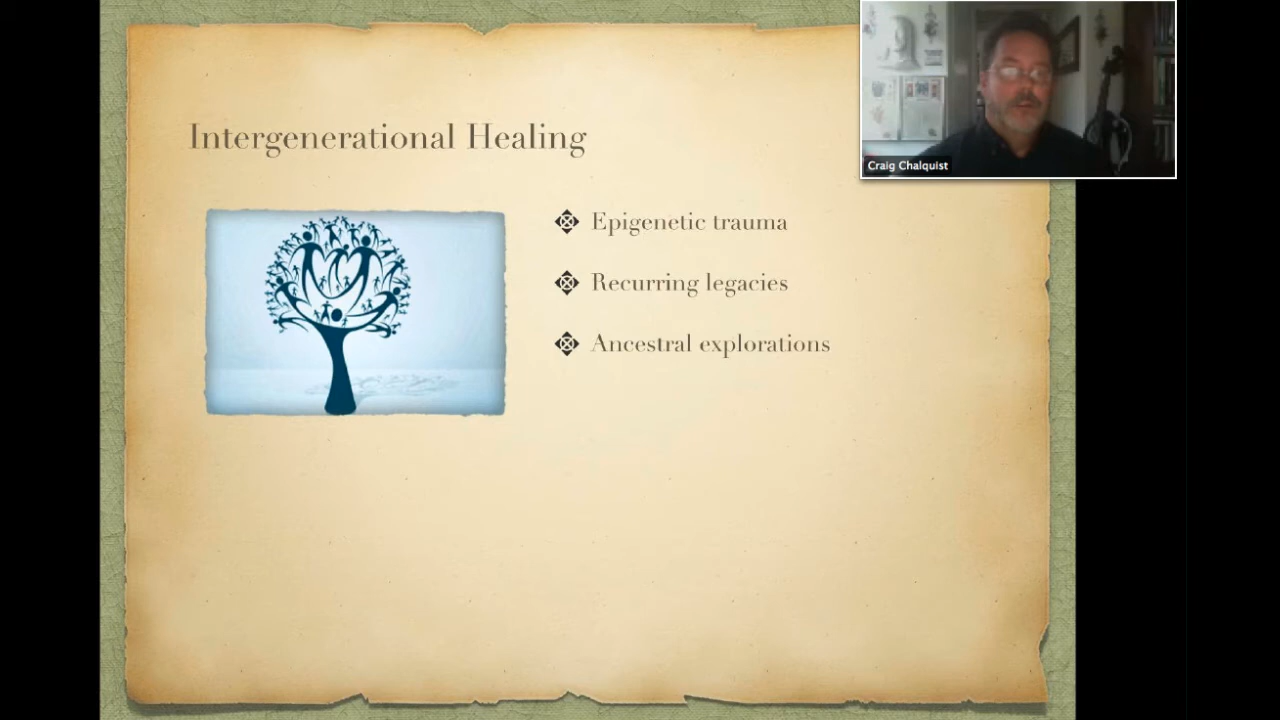 Intergenerational Healing
Epigenetic trauma
Recurring legacies
Ancestral explorations
Craig Chalquist